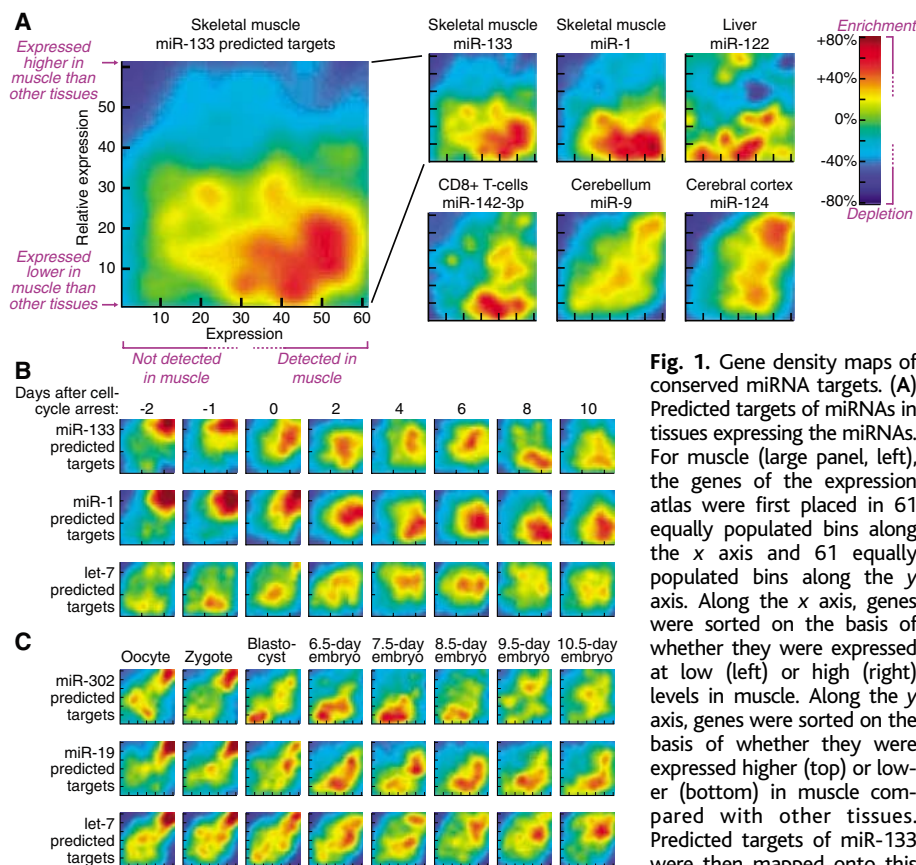 A
Skeletal muscle
miR-133 predicted targets
Expressed
higher in
muscle than
other tissues
Relative expression
50
40
30
20
10
Expressed
lower in
muscle than
other tissues
10 20 30 40 50 60
Expression
Not detected
in muscle
Detected in
muscle
Skeletal muscle
miR-133
Skeletal muscle
miR-1
Liver
miR-122
CD8+ T-cells
miR-142-3p
Cerebellum
miR-9
Cerebral cortex
miR-124
Enrichment
+80%
+40%
0%
-40%
-80%
Depletion
B
Days after cell-
cycle arrest:
-2 -1 0 2 4 6 8 10
miR-133
predicted
targets
miR-1
predicted
targets
let-7
predicted
targets
C
Oocyte
Zygote
Blasto-
cyst
6.5-day
embryo
7.5-day
embryo
8.5-day
embryo
9.5-day
embryo
10.5-day
embryo
miR-302
predicted
targets
miR-19
predicted
targets
let-7
predicted
targets
Fig. 1. Gene density maps of
conserved miRNA targets. (A)
Predicted targets of miRNAs in
tissues expressing the miRNAs.
For muscle (large panel, left),
the genes of the expression
atlas were first placed in 61
equally populated bins along
the x axis and 61 equally
populated bins along the y
axis. Along the x axis, genes
were sorted on the basis of
whether they were expressed
at low (left) or high (right)
levels in muscle. Along the y
axis, genes were sorted on the
basis of whether they were
expressed higher (top) or low-
er (bottom) in muscle com-
pared with other tissues.
Predicted targets of miR-133
were then mapped onto this